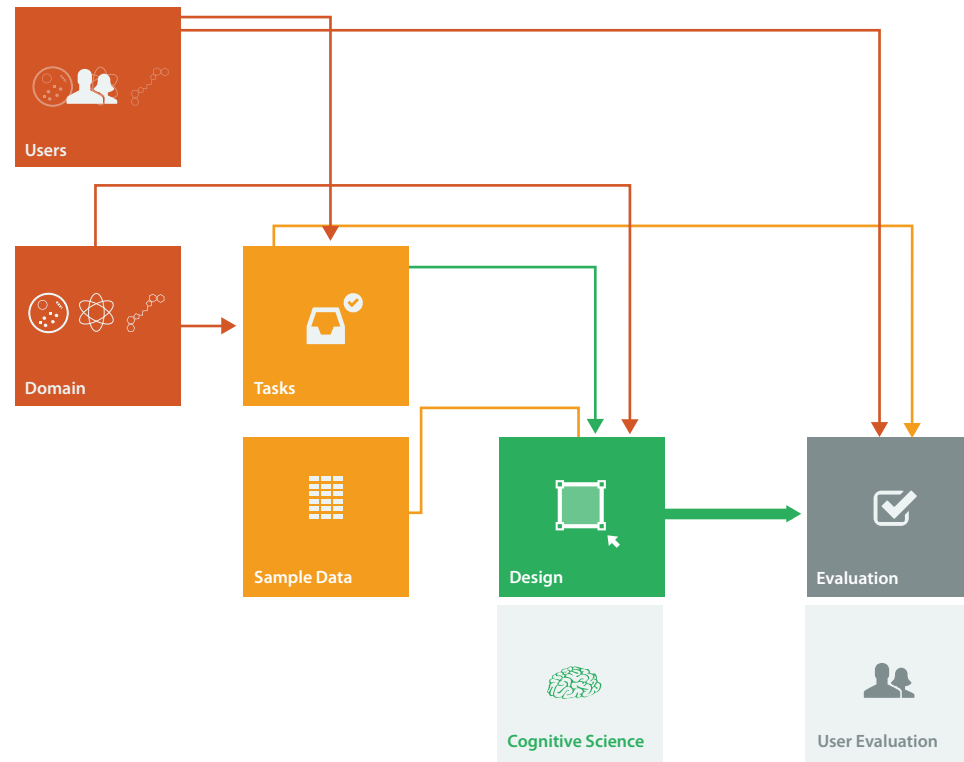 Users
Domain
Tasks
Sample Data
Design
Evaluation
Cognitive Science
User Evaluation